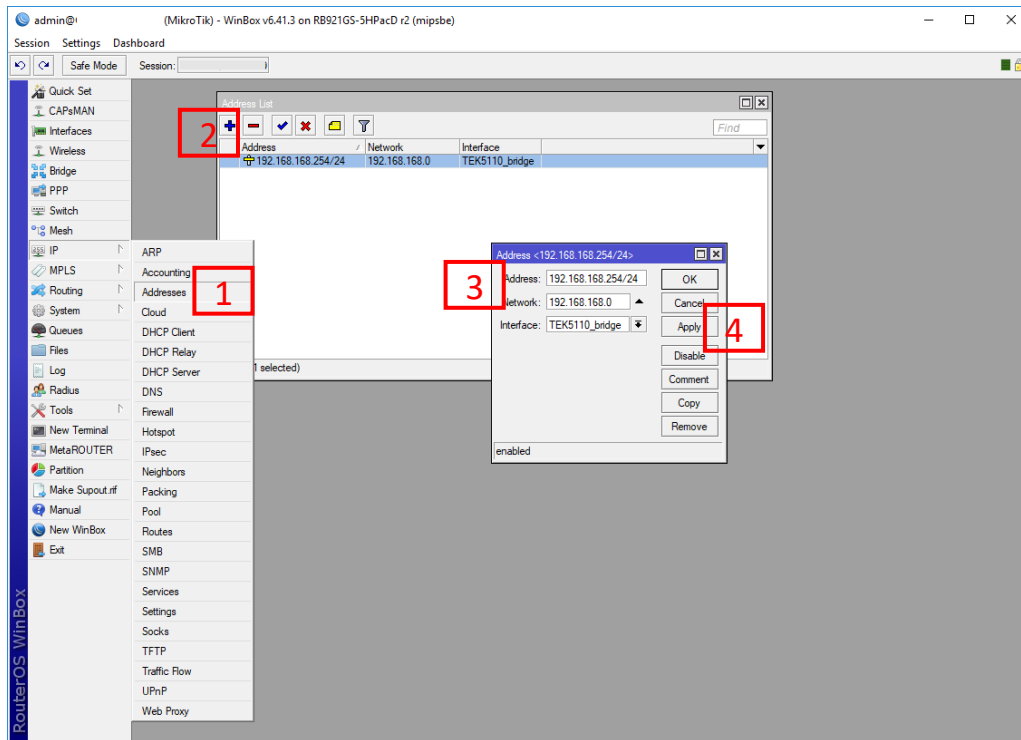 admin@ (MikroTik) - WinBox v6.41.3 on RB921GS-5HPacD r2 (mipsbe)
Session Settings Dashboard
Safe Mode Session:
Quick Set
CAPsMAN
Interfaces
Wireless
Bridge
PPP
Switch
Mesh
IP
MPLS
Routing
System
Queues
Files
Log
Radius
Tools
New Terminal
MetaROUTER
Partition
Make Supout.rif
Manual
New WinBox
Exit
RouterOS WinBox
ARP
Accounting
Addresses
Cloud
DHCP Client
DHCP Relay
DHCP Server
DNS
Firewall
Hotspot
IPsec
Neighbors
Packing
Pool
Routes
SMB
SNMP
Services
Settings
Socks
TFTP
Traffic Flow
UPnP
Web Proxy
1
Address List
2
Find
Address Network Interface
192.168.168.254/24 192.168.168.0 TEK5110_bridge
1 selected)
Address <192.168.168.254/24>
3
Address: 192.168.168.254/24 OK
Network: 192.168.168.0 Cancel
Interface: TEK5110_bridge Apply
4
Disable
Comment
Copy
Remove
enabled